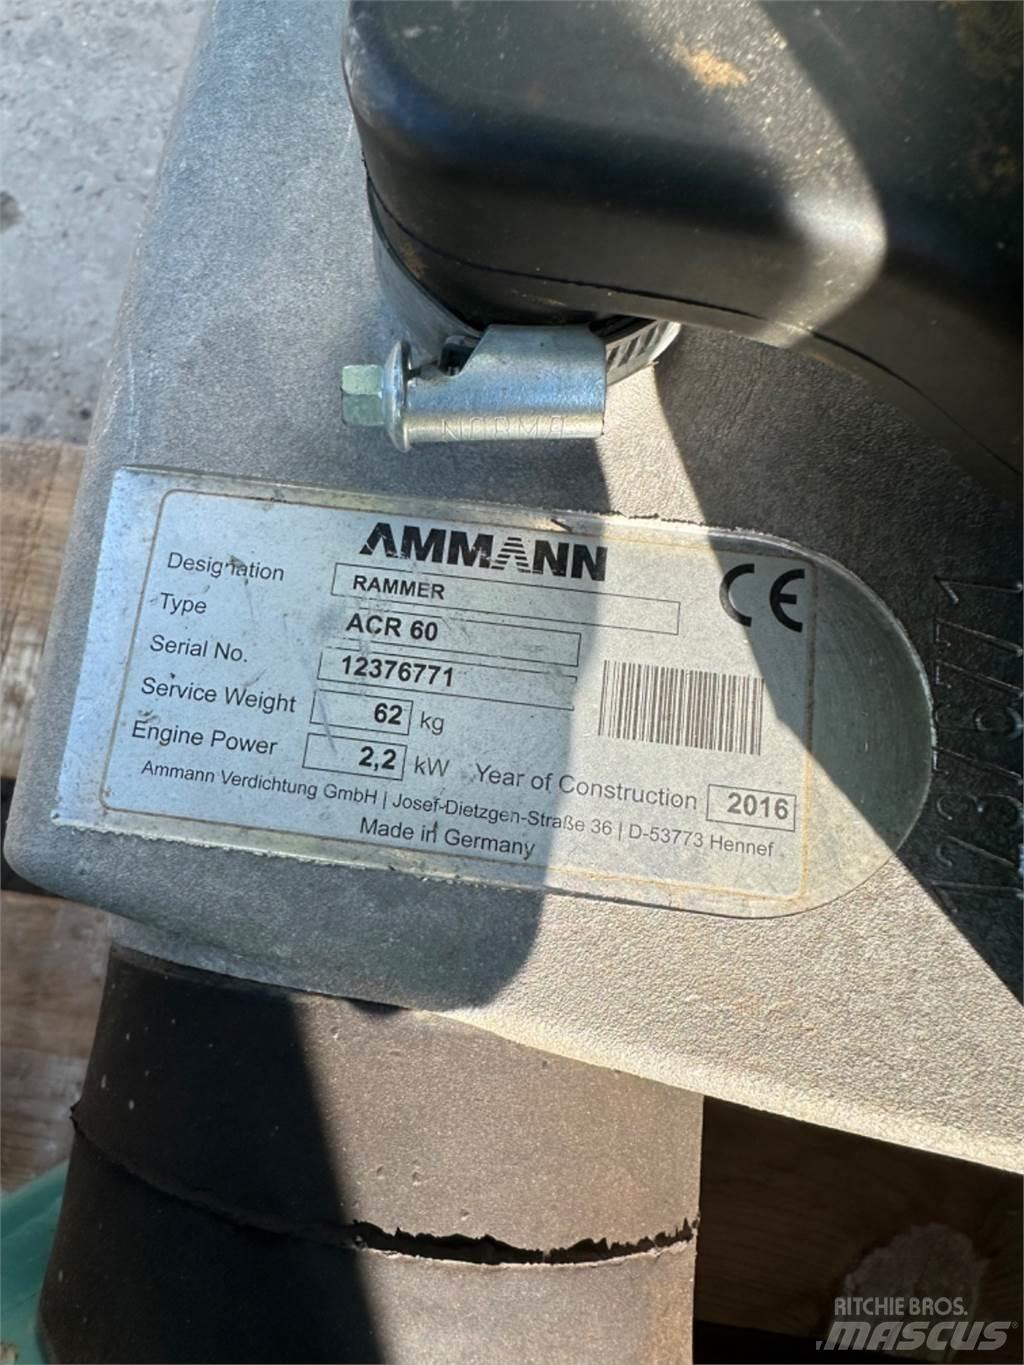 NORMA
AMMANN
Designation RAMMER
Type ACR 60
Serial No. 12376771
Service Weight 62 kg
Engine Power 2,2 kW Year of Construction 2016
Ammann Verdichtung GmbH | Josef-Dietzgen-Straße 36 | D-53773 Hennef
Made in Germany
CE
12376771
RITCHIE BROS.
MASCUS